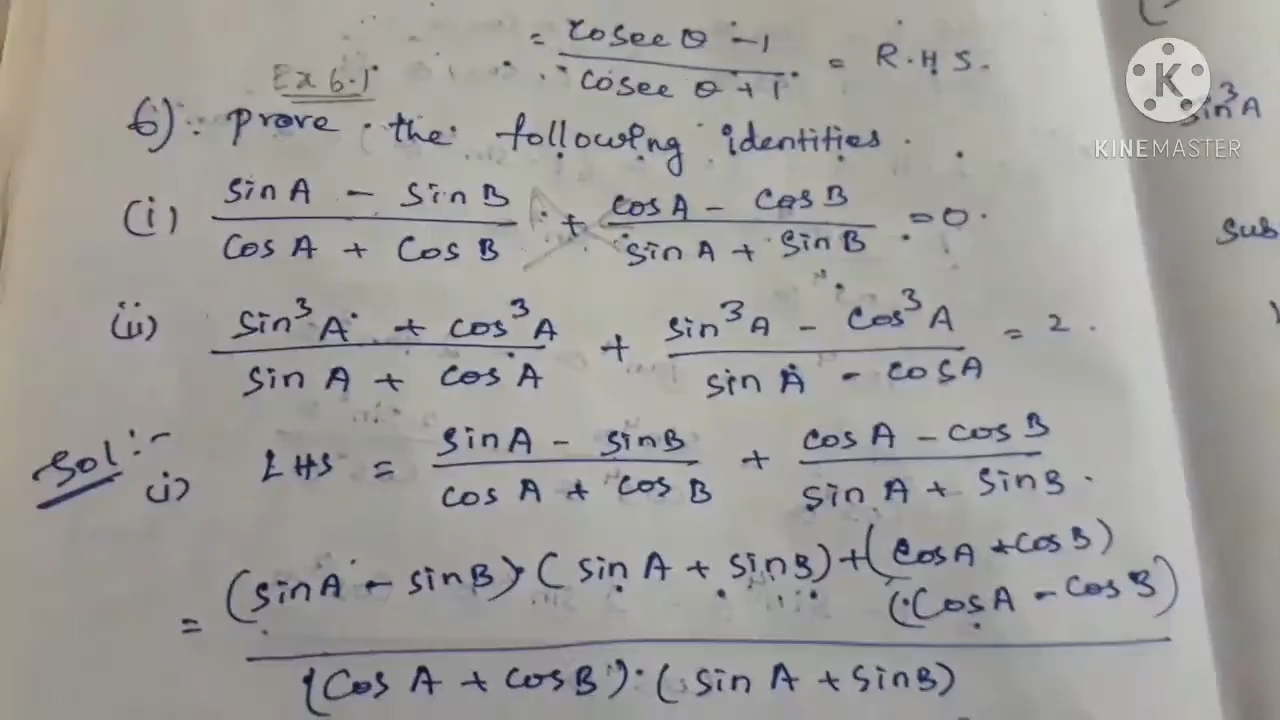 = cosec θ - 1 / cosec θ + 1 = R.H.S.
Ex 6.1
6). prove the following identities.
(i) sin A - sin B / cos A + cos B + cos A - cos B / sin A + sin B = 0.
(ii) sin³A + cos³A / sin A + cos A + sin³A - cos³A / sin A - cos A = 2.
Sol:-
(i) LHS = sin A - sin B / cos A + cos B + cos A - cos B / sin A + sin B.
= (sin A - sin B).(sin A + sin B) + (cos A + cos B)
(cos A - cos B)
(cos A + cos B).(sin A + sin B)
sin³A
sub
K
KINEMASTER